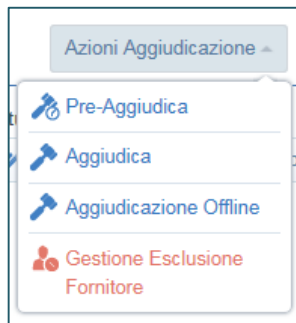 Azioni Aggiudicazione
Pre-Aggiudica
Aggiudica
Aggiudicazione Offline
Gestione Esclusione
Fornitore